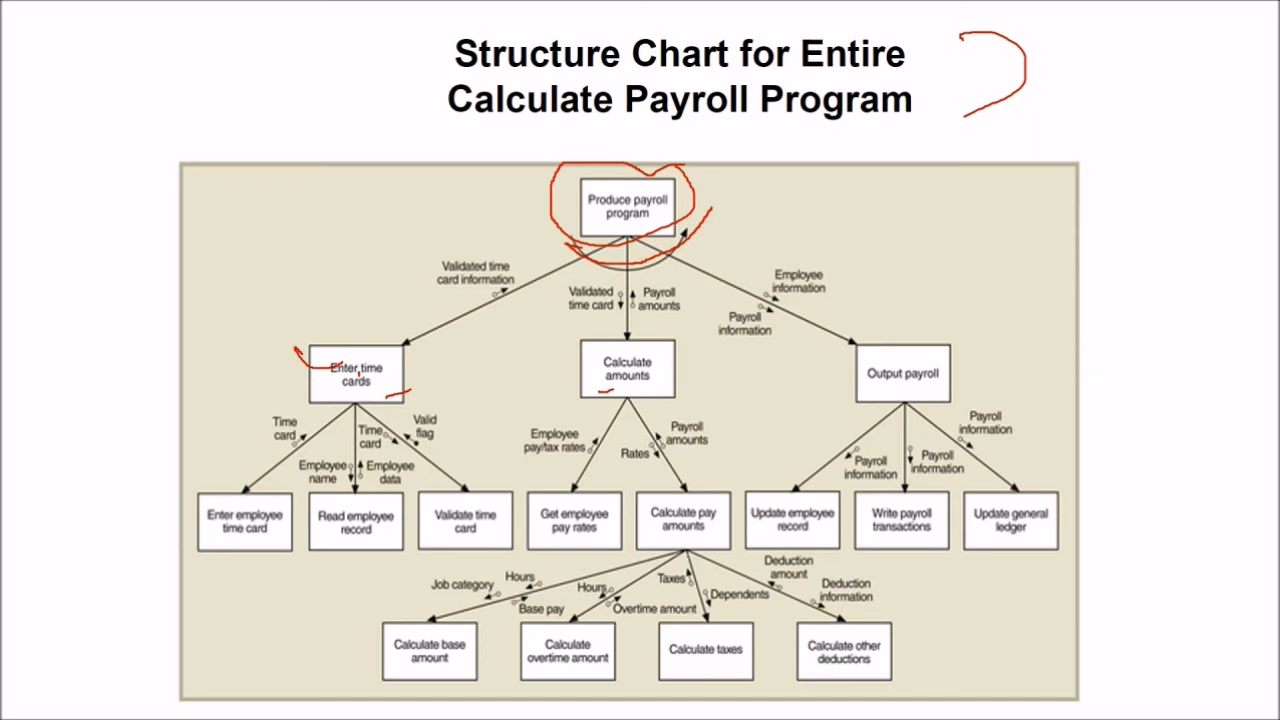 Structure Chart for Entire
Calculate Payroll Program
Produce payroll
program
Validated time
card information
Validated
time card
Payroll
amounts
Employee
information
Payroll
information
Enter time
cards
Calculate
amounts
Output payroll
Time
card
Time
card
Valid
flag
Employee
name
Employee
data
Employee
pay/tax rates
Rates
Payroll
amounts
Payroll
information
Payroll
information
Payroll
information
Enter employee
time card
Read employee
record
Validate time
card
Get employee
pay rates
Calculate pay
amounts
Update employee
record
Write payroll
transactions
Update general
ledger
Job category
Hours
Base pay
Hours
Overtime amount
Taxes
Dependents
Deduction
amount
Deduction
information
Calculate base
amount
Calculate
overtime amount
Calculate taxes
Calculate other
deductions